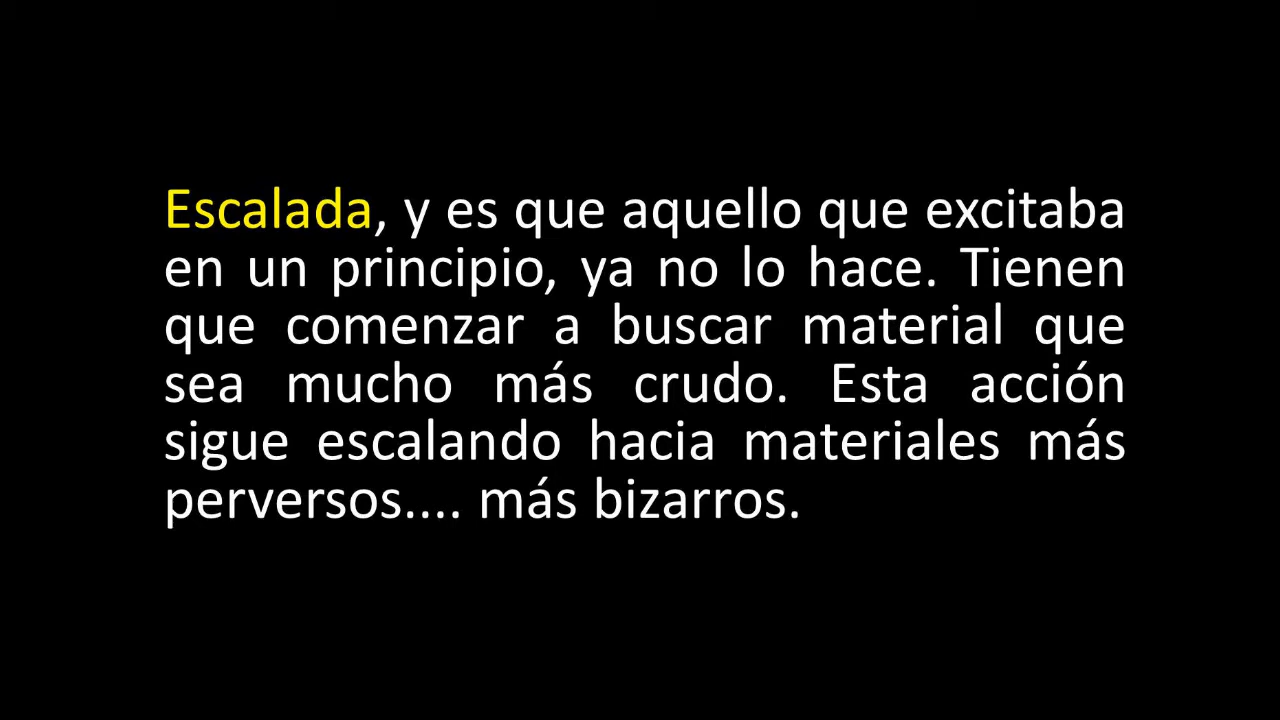 Escalada, y es que aquello que excitaba
en un principio, ya no lo hace. Tienen
que comenzar a buscar material que
sea mucho más crudo. Esta acción
sigue escalando hacia materiales más
perversos.... más bizarros.